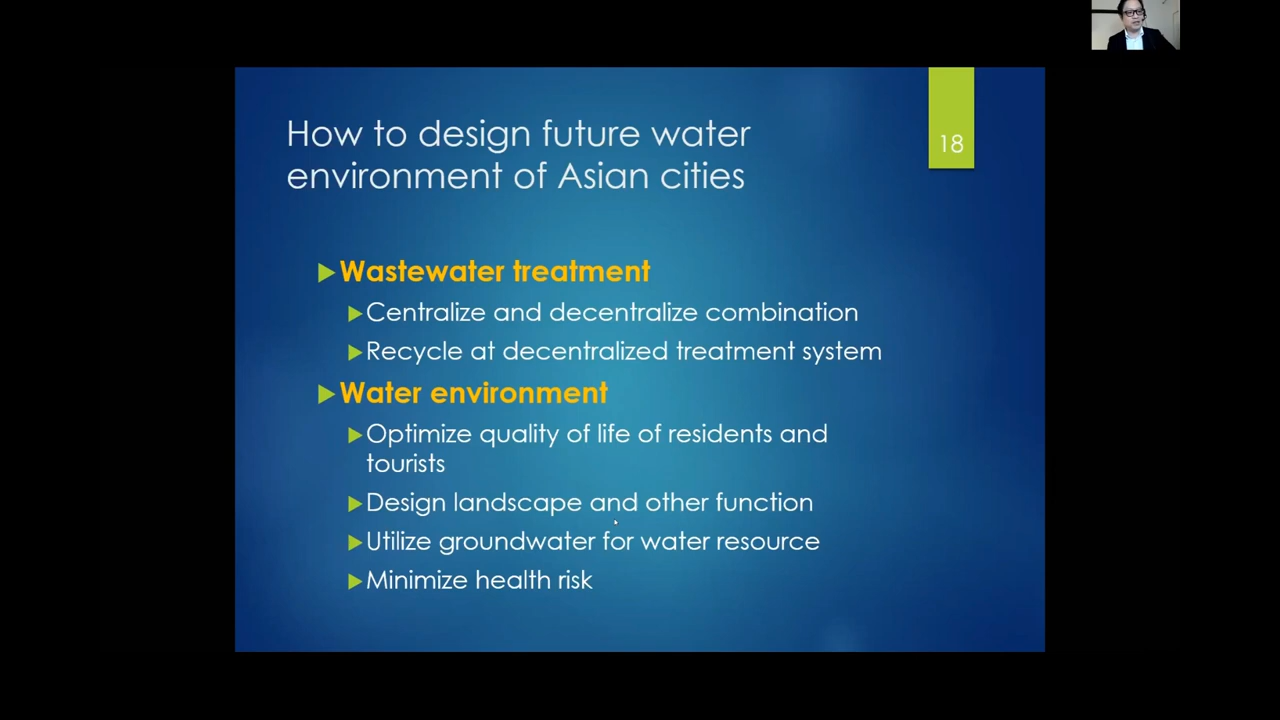 How to design future water
environment of Asian cities
18
Wastewater treatment
Centralize and decentralize combination
Recycle at decentralized treatment system
Water environment
Optimize quality of life of residents and
tourists
Design landscape and other function
Utilize groundwater for water resource
Minimize health risk